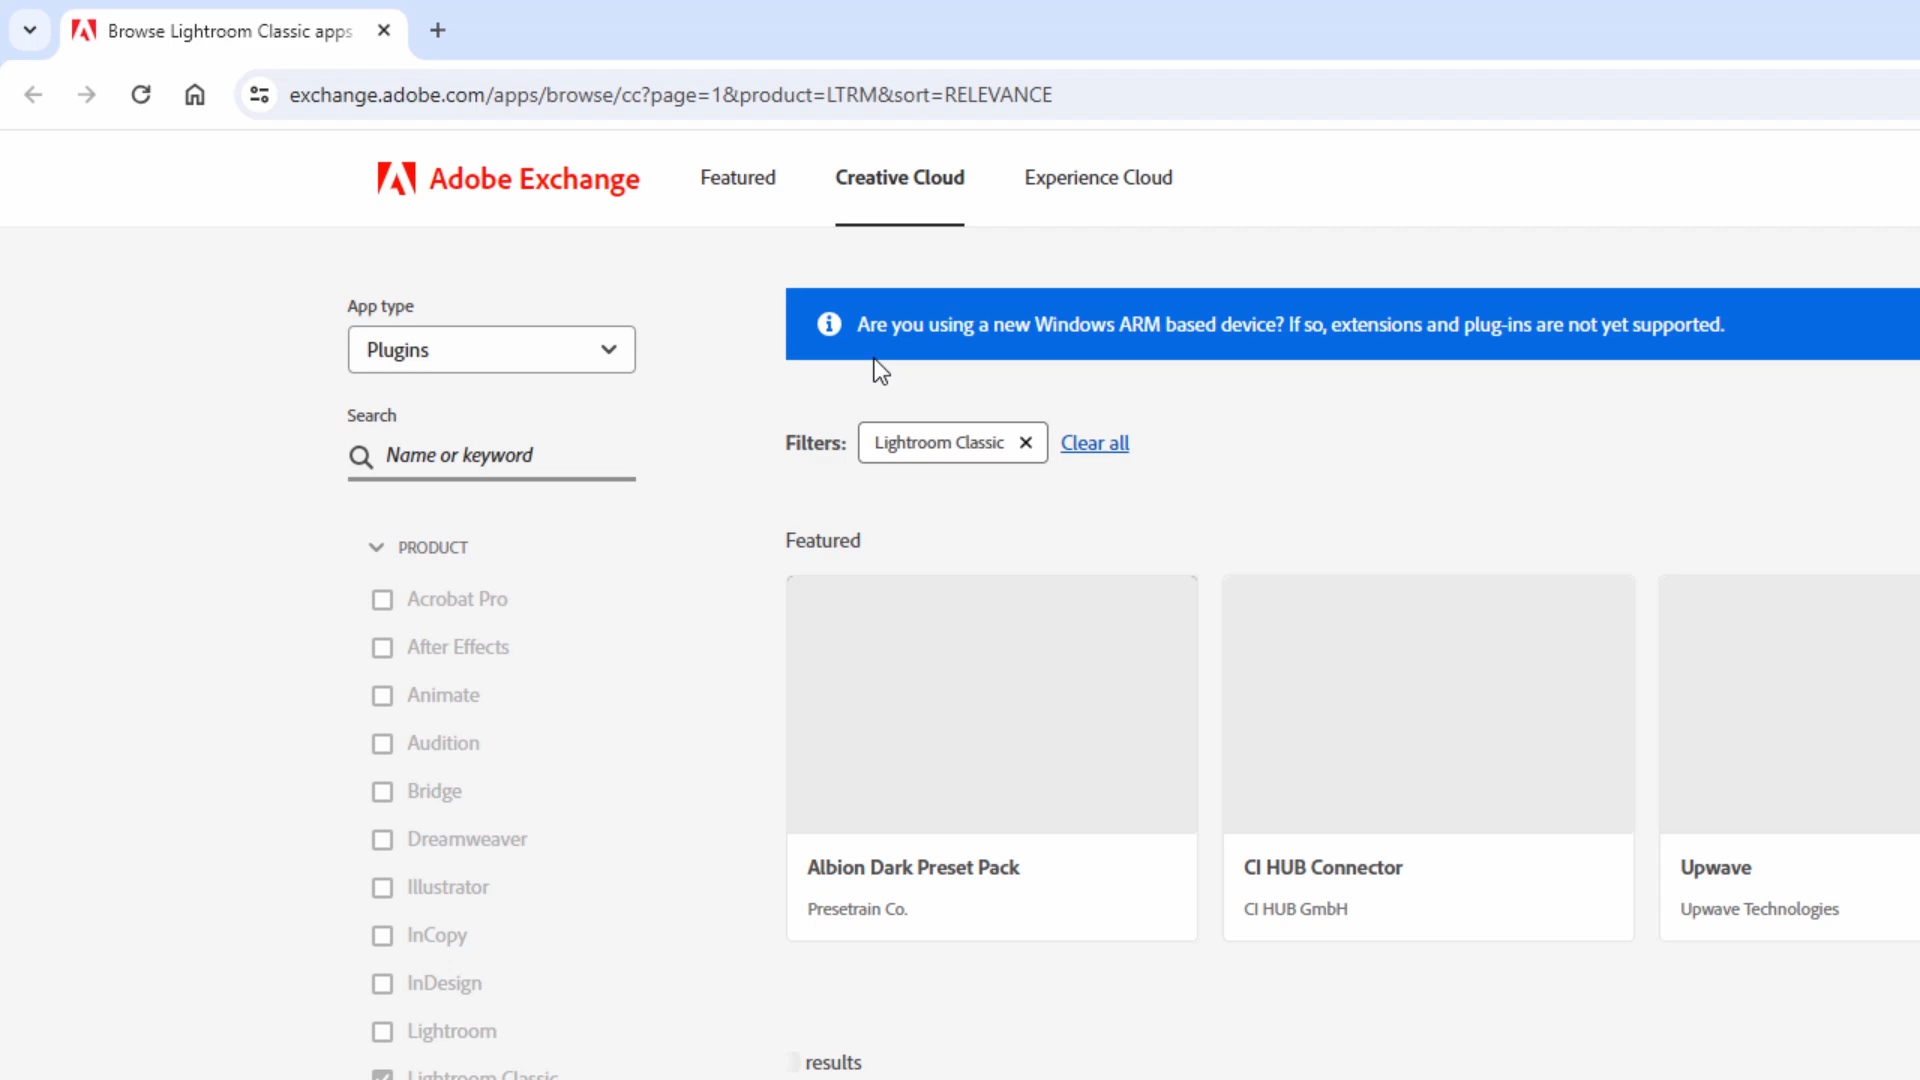 Browse Lightroom Classic apps
exchange.adobe.com/apps/browse/cc?page=1&product=LTRM&sort=RELEVANCE
Adobe Exchange
Featured
Creative Cloud
Experience Cloud
App type
Plugins
Are you using a new Windows ARM based device? If so, extensions and plug-ins are not yet supported.
Search
Name or keyword
Filters: Lightroom Classic Clear all
PRODUCT
Acrobat Pro
After Effects
Animate
Audition
Bridge
Dreamweaver
Illustrator
InCopy
InDesign
Lightroom
Lightroom Classic
Featured
Albion Dark Preset Pack
Presetrain Co.
CI HUB Connector
CI HUB GmbH
Upwave
Upwave Technologies
results